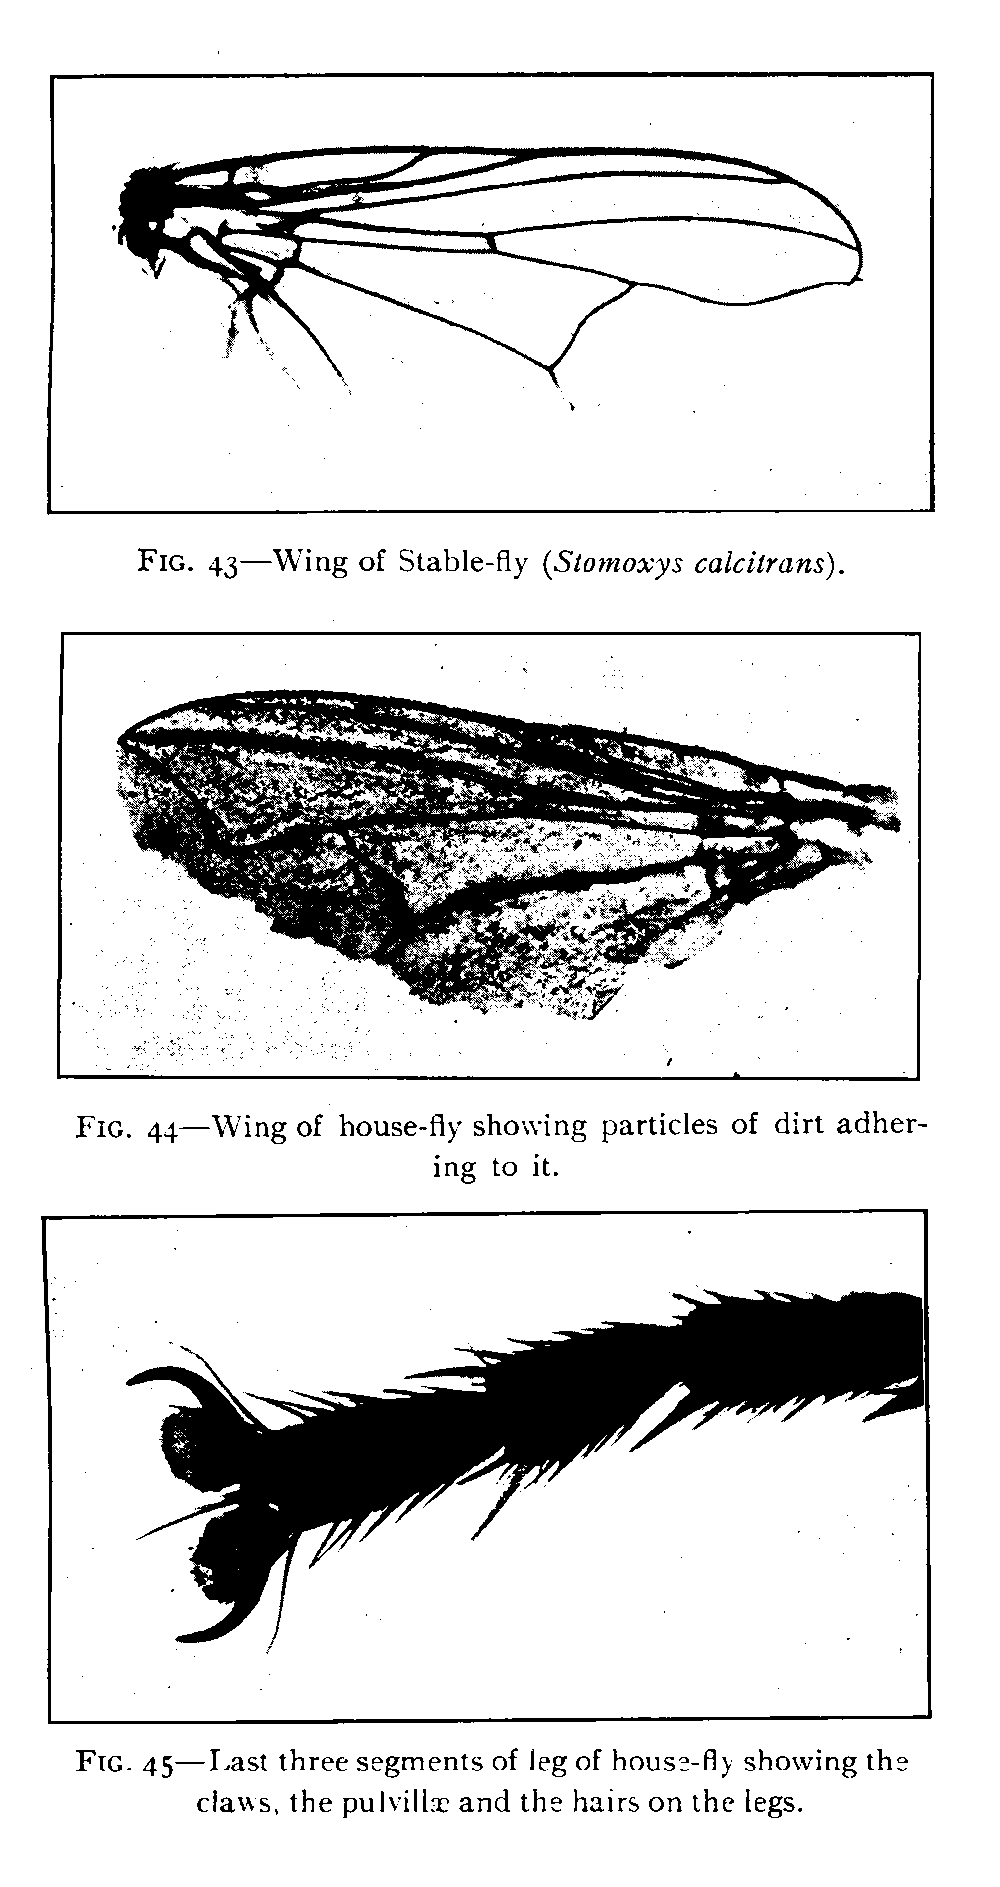 FIG. 43—Wing of Stable-fly (Stomoxys calcitrans).
FIG. 44—Wing of house-fly showing particles of dirt adher-
ing to it.
FIG. 45—Last three segments of leg of house-fly showing the
claws, the pulvillæ and the hairs on the legs.